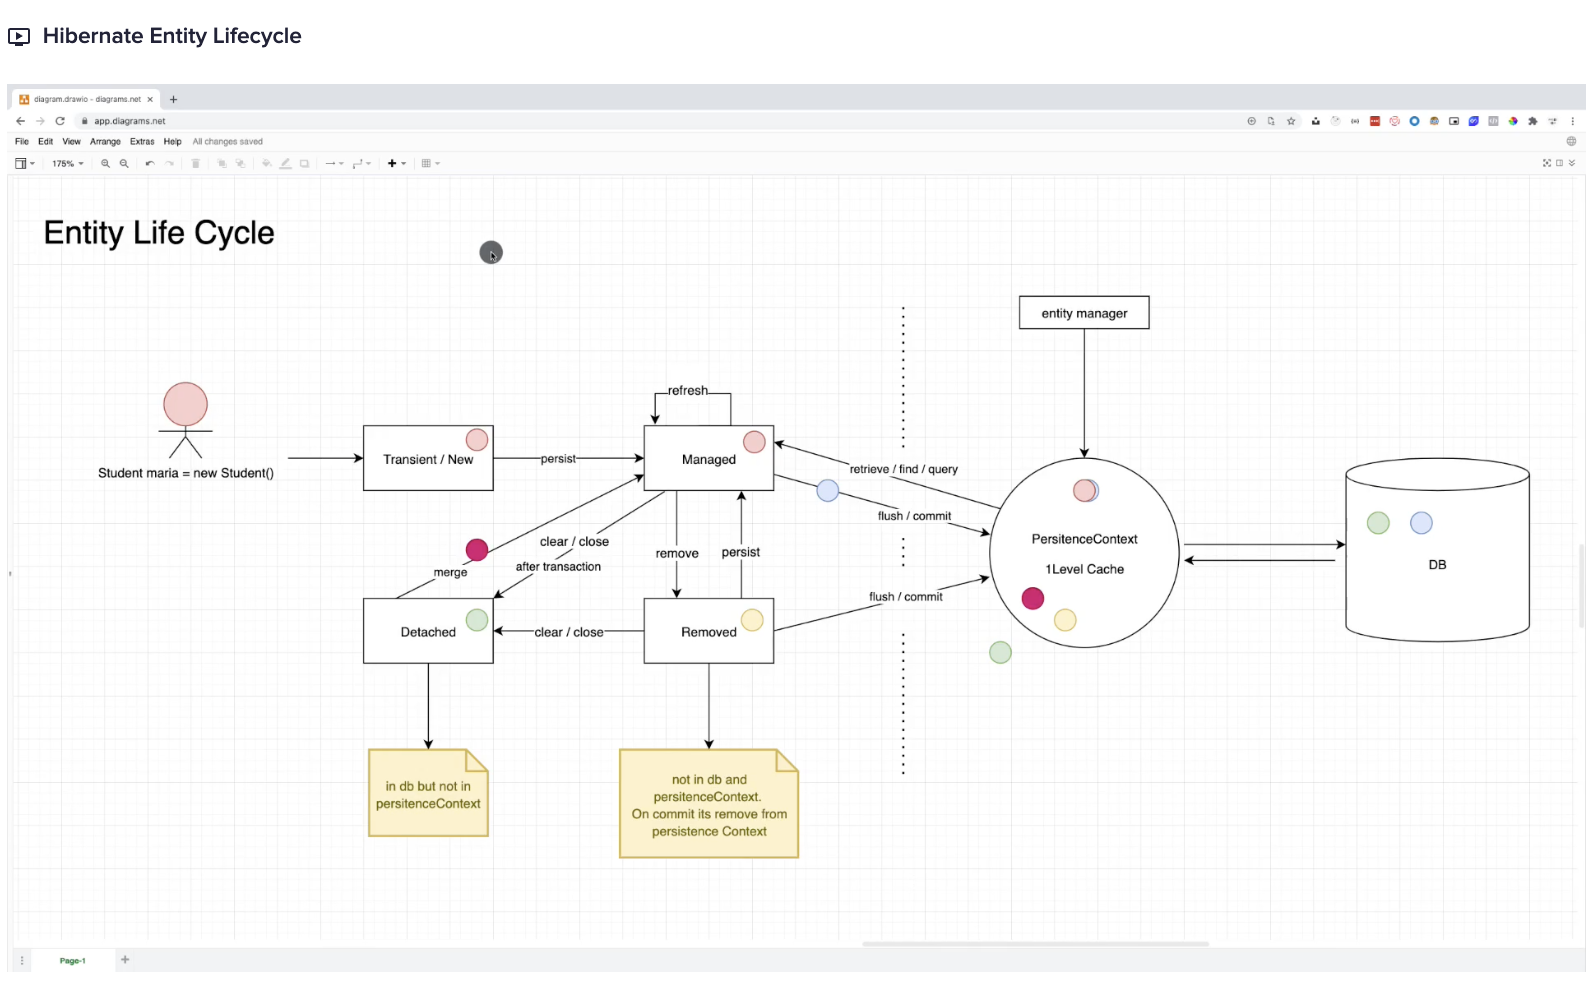 Hibernate Entity Lifecycle
diagram.drawio - diagrams.net
app.diagrams.net
File Edit View Arrange Extras Help All changes saved
175%
Entity Life Cycle
entity manager
refresh
Student maria = new Student()
Transient / New
persist
Managed
retrieve / find / query
flush / commit
clear / close
after transaction
merge
remove
persist
PersitenceContext
1Level Cache
DB
flush / commit
Detached
clear / close
Removed
in db but not in
persitenceContext
not in db and
persitenceContext.
On commit its remove from
persistence Context
Page-1